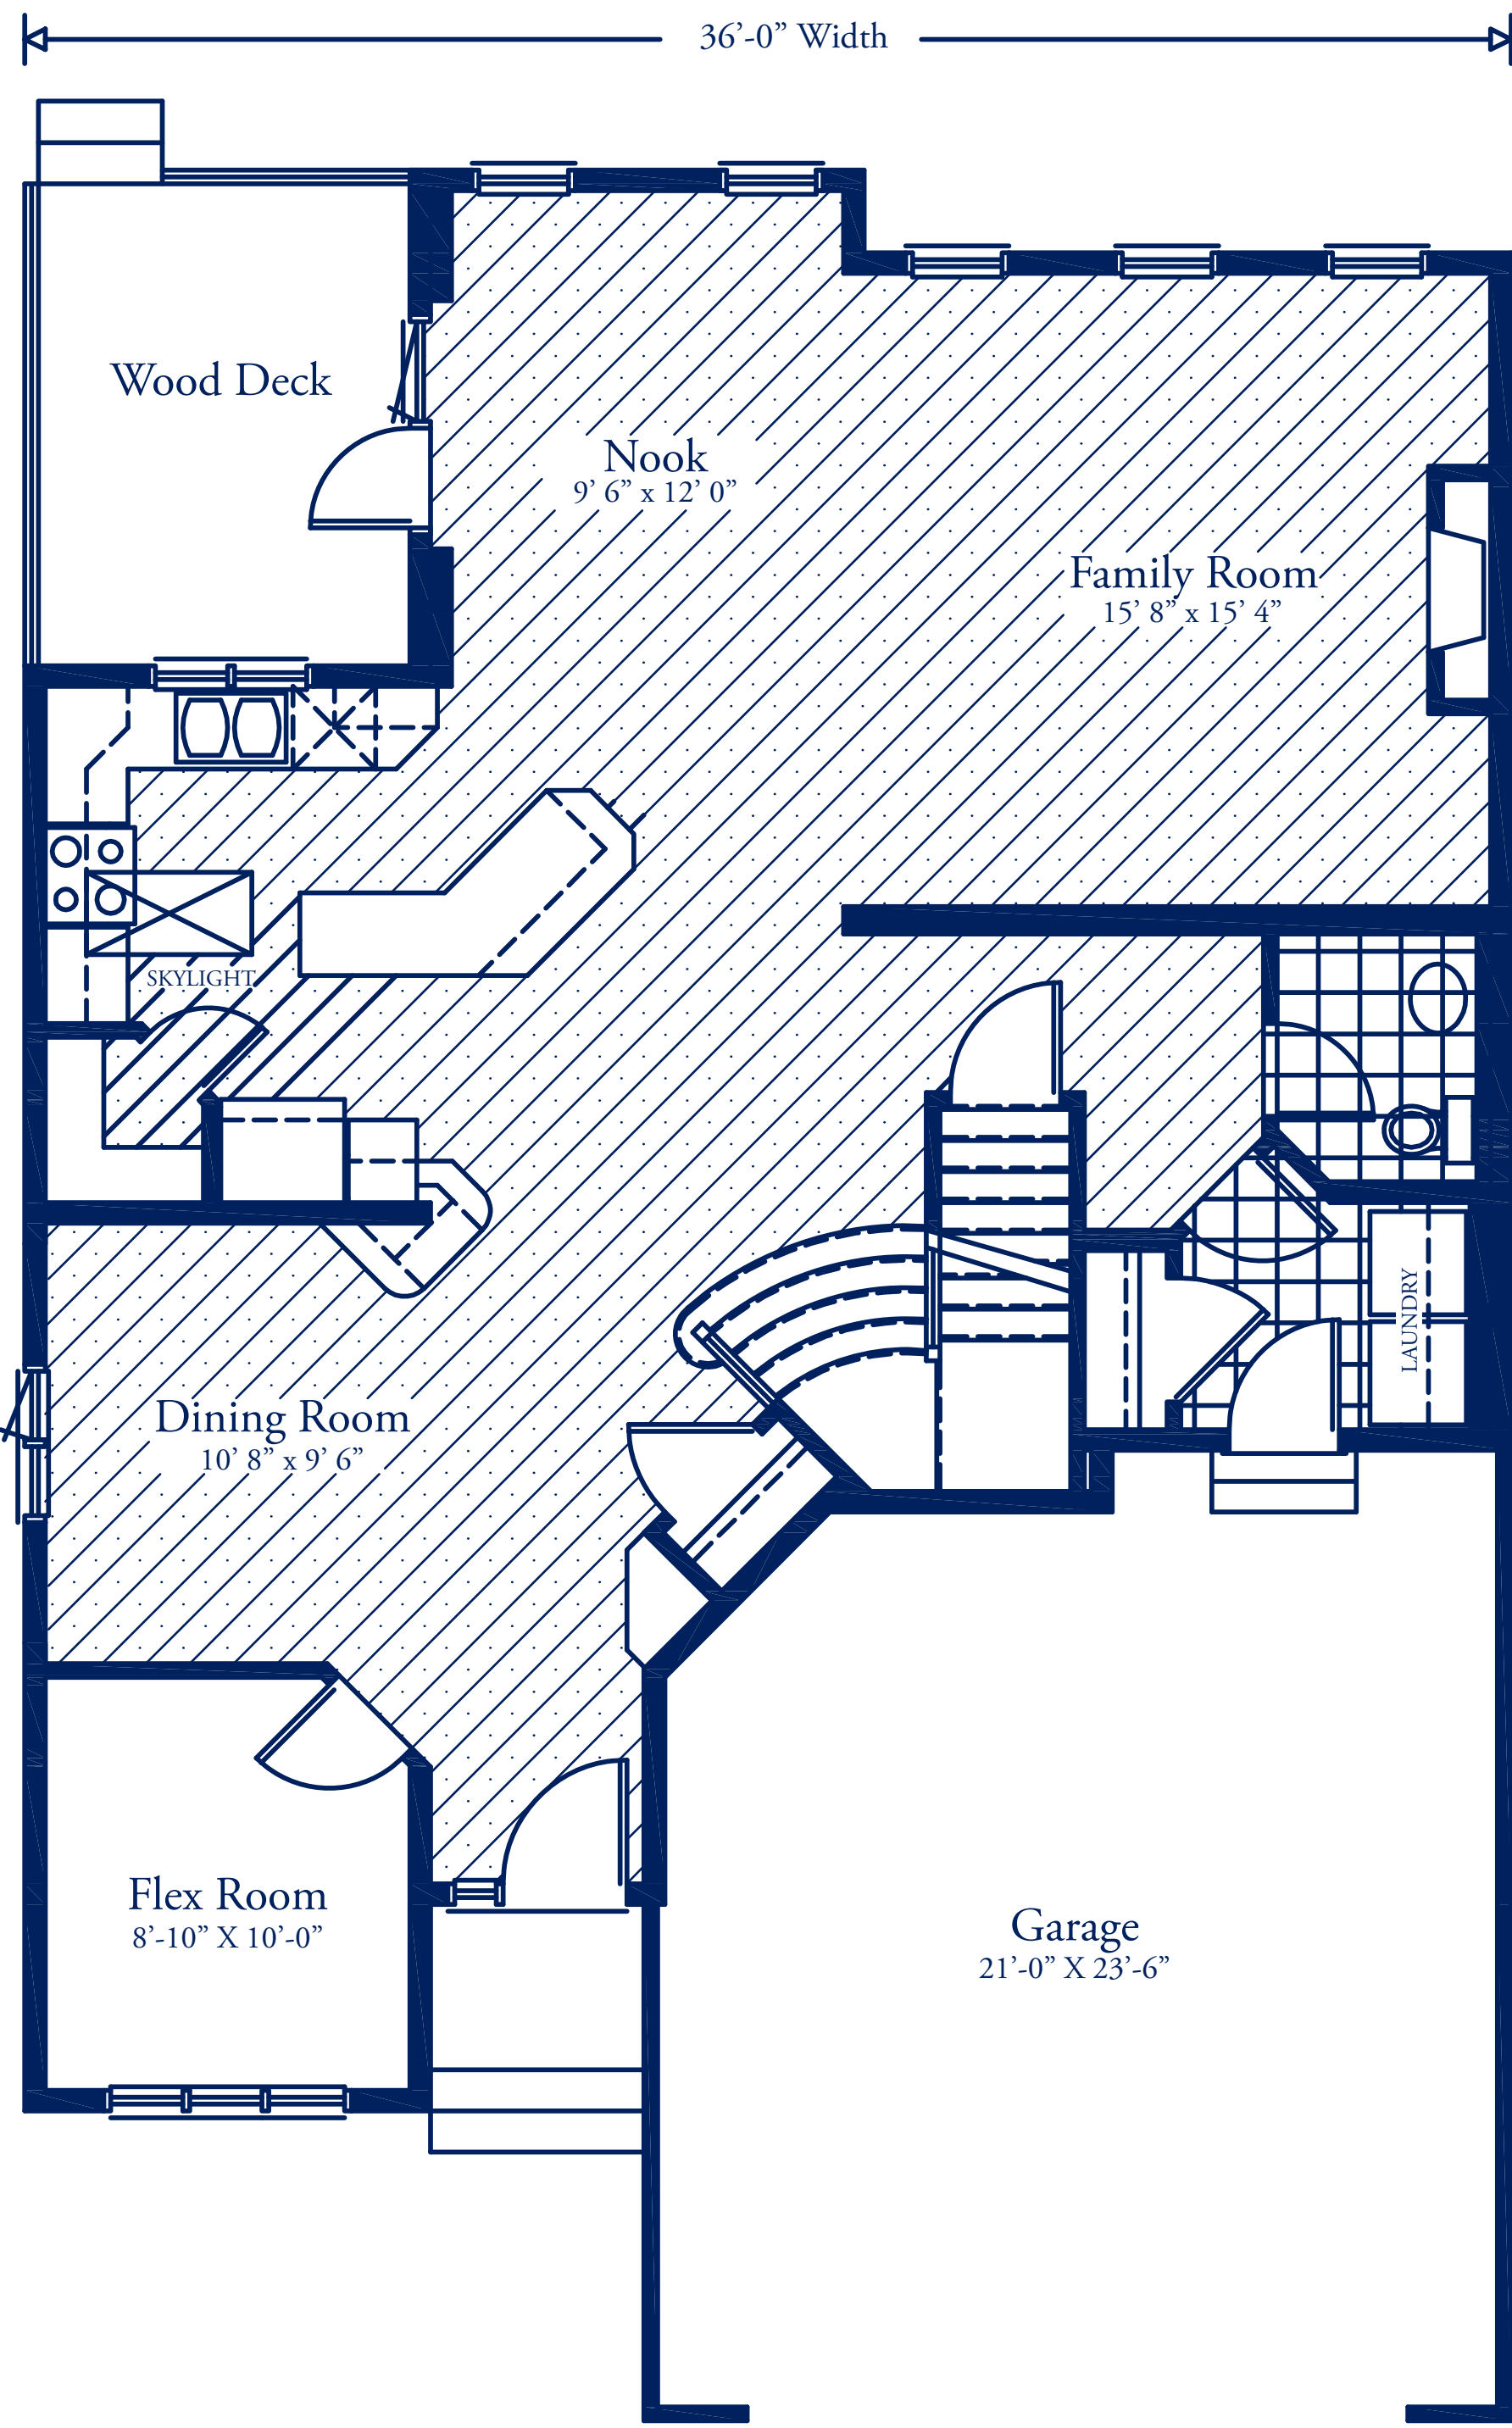 36’-0” Width
Wood Deck
Nook
9’ 6” x 12’ 0”
Family Room
15’ 8” x 15’ 4”
SKYLIGHT
LAUNDRY
Dining Room
10’ 8” x 9’ 6”
Flex Room
8’-10” X 10’-0”
Garage
21’-0” X 23’-6”